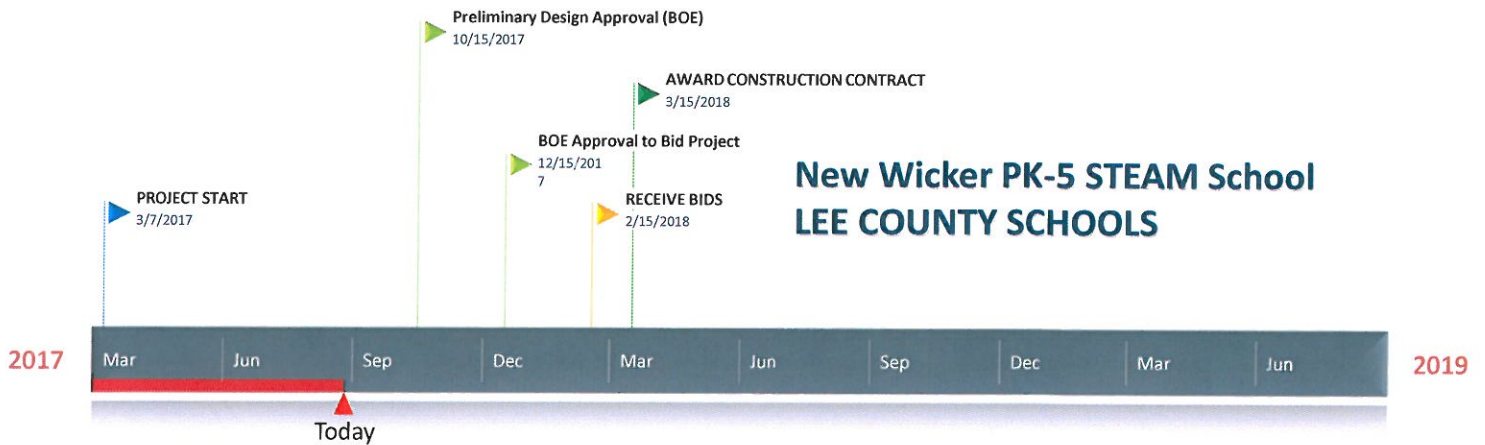 Preliminary Design Approval (BOE)
10/15/2017
AWARD CONSTRUCTION CONTRACT
3/15/2018
BOE Approval to Bid Project
12/15/201
7
PROJECT START
3/7/2017
RECEIVE BIDS
2/15/2018
New Wicker PK-5 STEAM School
LEE COUNTY SCHOOLS
2017 Mar Jun Sep Dec Mar Jun Sep Dec Mar Jun 2019
Today